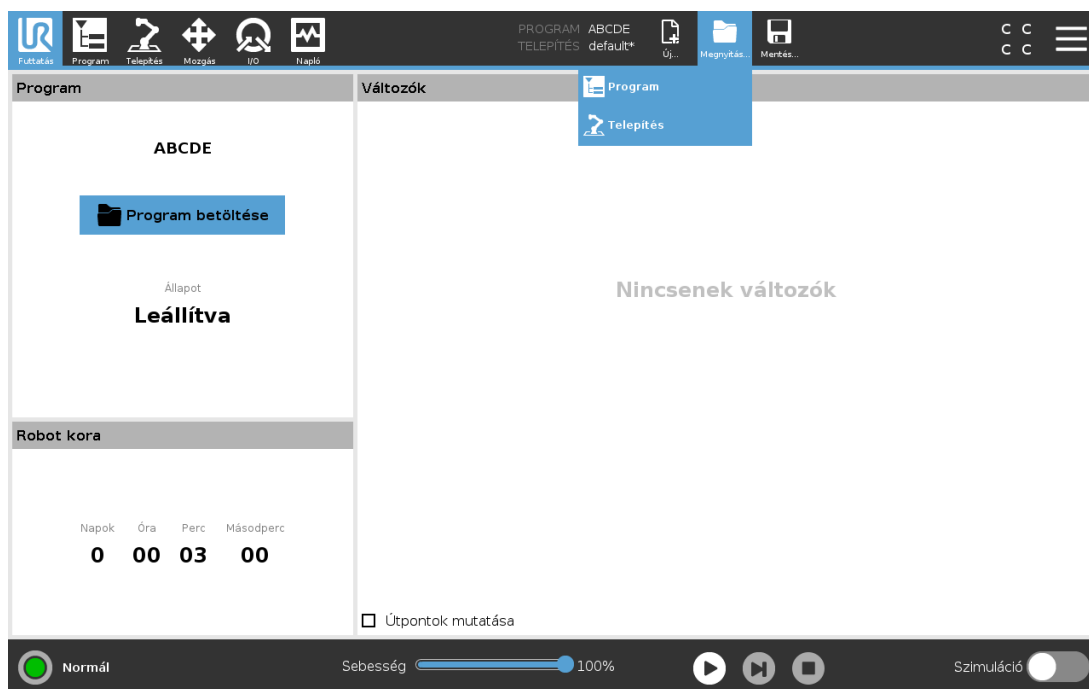 PROGRAM ABCDE
TELEPÍTÉS default*
C C
C C
Futtatás Program Telepítés Mozgás I/O Napló Új... Megnyitás... Mentés...
Program
Telepítés
Program
ABCDE
Program betöltése
Állapot
Leállítva
Változók
Nincsenek változók
Robot kora
Napok Óra Perc Másodperc
0 00 03 00
Útpontok mutatása
Normál Sebesség 100% Szimuláció